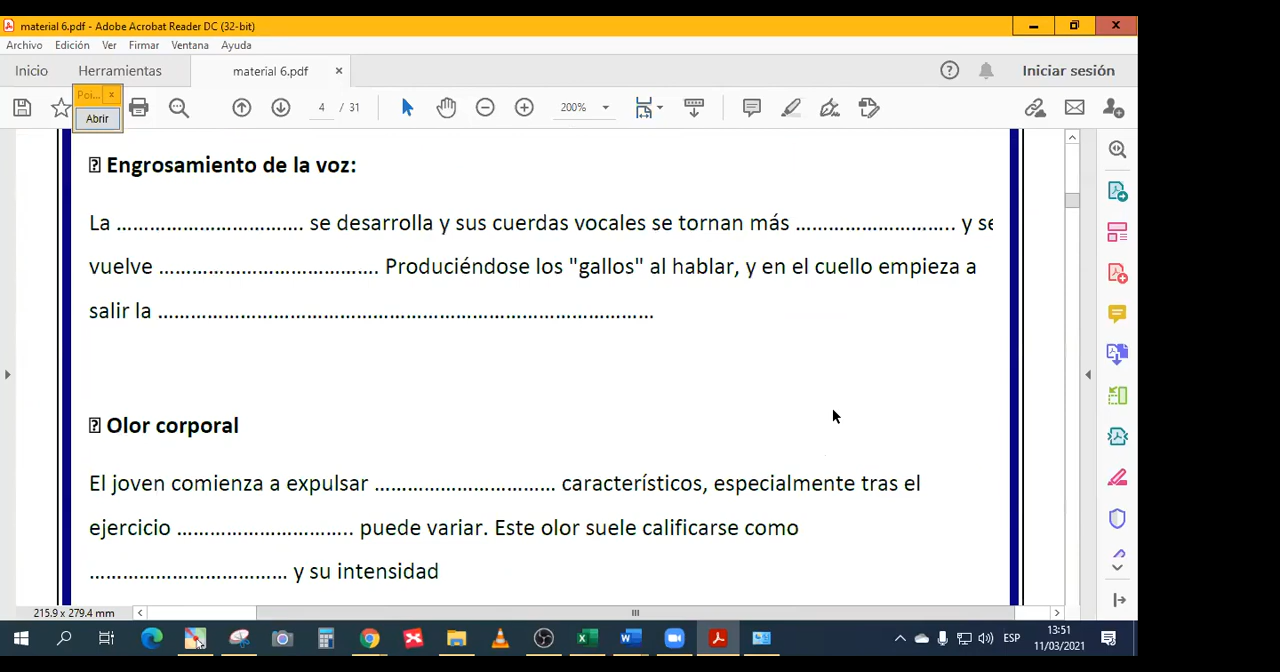 material 6.pdf - Adobe Acrobat Reader DC (32-bit)
Archivo Edición Ver Firmar Ventana Ayuda
Inicio Herramientas material 6.pdf × Iniciar sesión
Poi... x
Abrir
4 / 31 200%
Engrosamiento de la voz:
La ................................. se desarrolla y sus cuerdas vocales se tornan más ............................. y se
vuelve ....................................... Produciéndose los "gallos" al hablar, y en el cuello empieza a
salir la .........................................................................................
Olor corporal
El joven comienza a expulsar ................................. característicos, especialmente tras el
ejercicio ................................ puede variar. Este olor suele calificarse como
.................................... y su intensidad
215.9 x 279.4 mm
ESP
13:51
11/03/2021